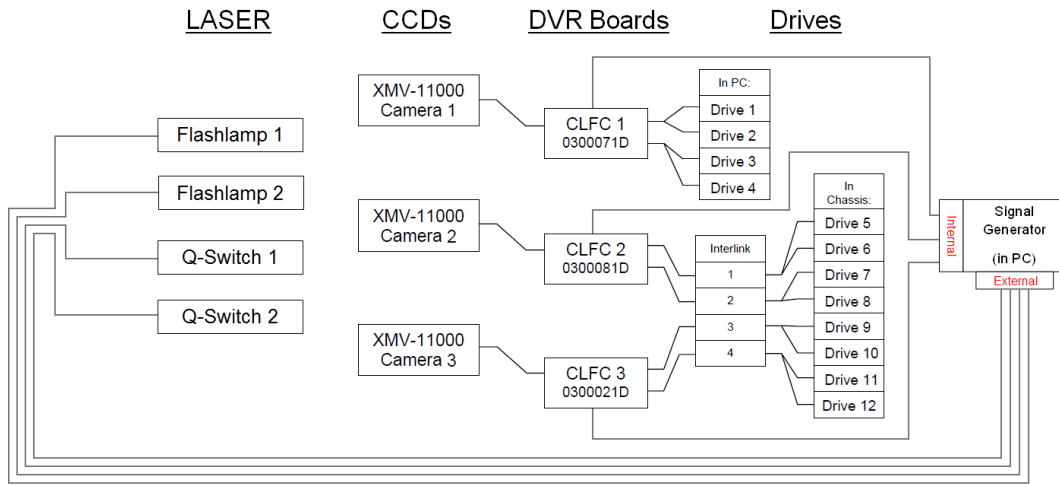 LASER
CCDs
DVR Boards
Drives
Flashlamp 1
Flashlamp 2
Q-Switch 1
Q-Switch 2
XMV-11000
Camera 1
XMV-11000
Camera 2
XMV-11000
Camera 3
CLFC 1
0300071D
CLFC 2
0300081D
CLFC 3
0300021D
In PC:
Drive 1
Drive 2
Drive 3
Drive 4
Interlink
1
2
3
4
In
Chassis:
Drive 5
Drive 6
Drive 7
Drive 8
Drive 9
Drive 10
Drive 11
Drive 12
Internal
Signal
Generator
(in PC)
External